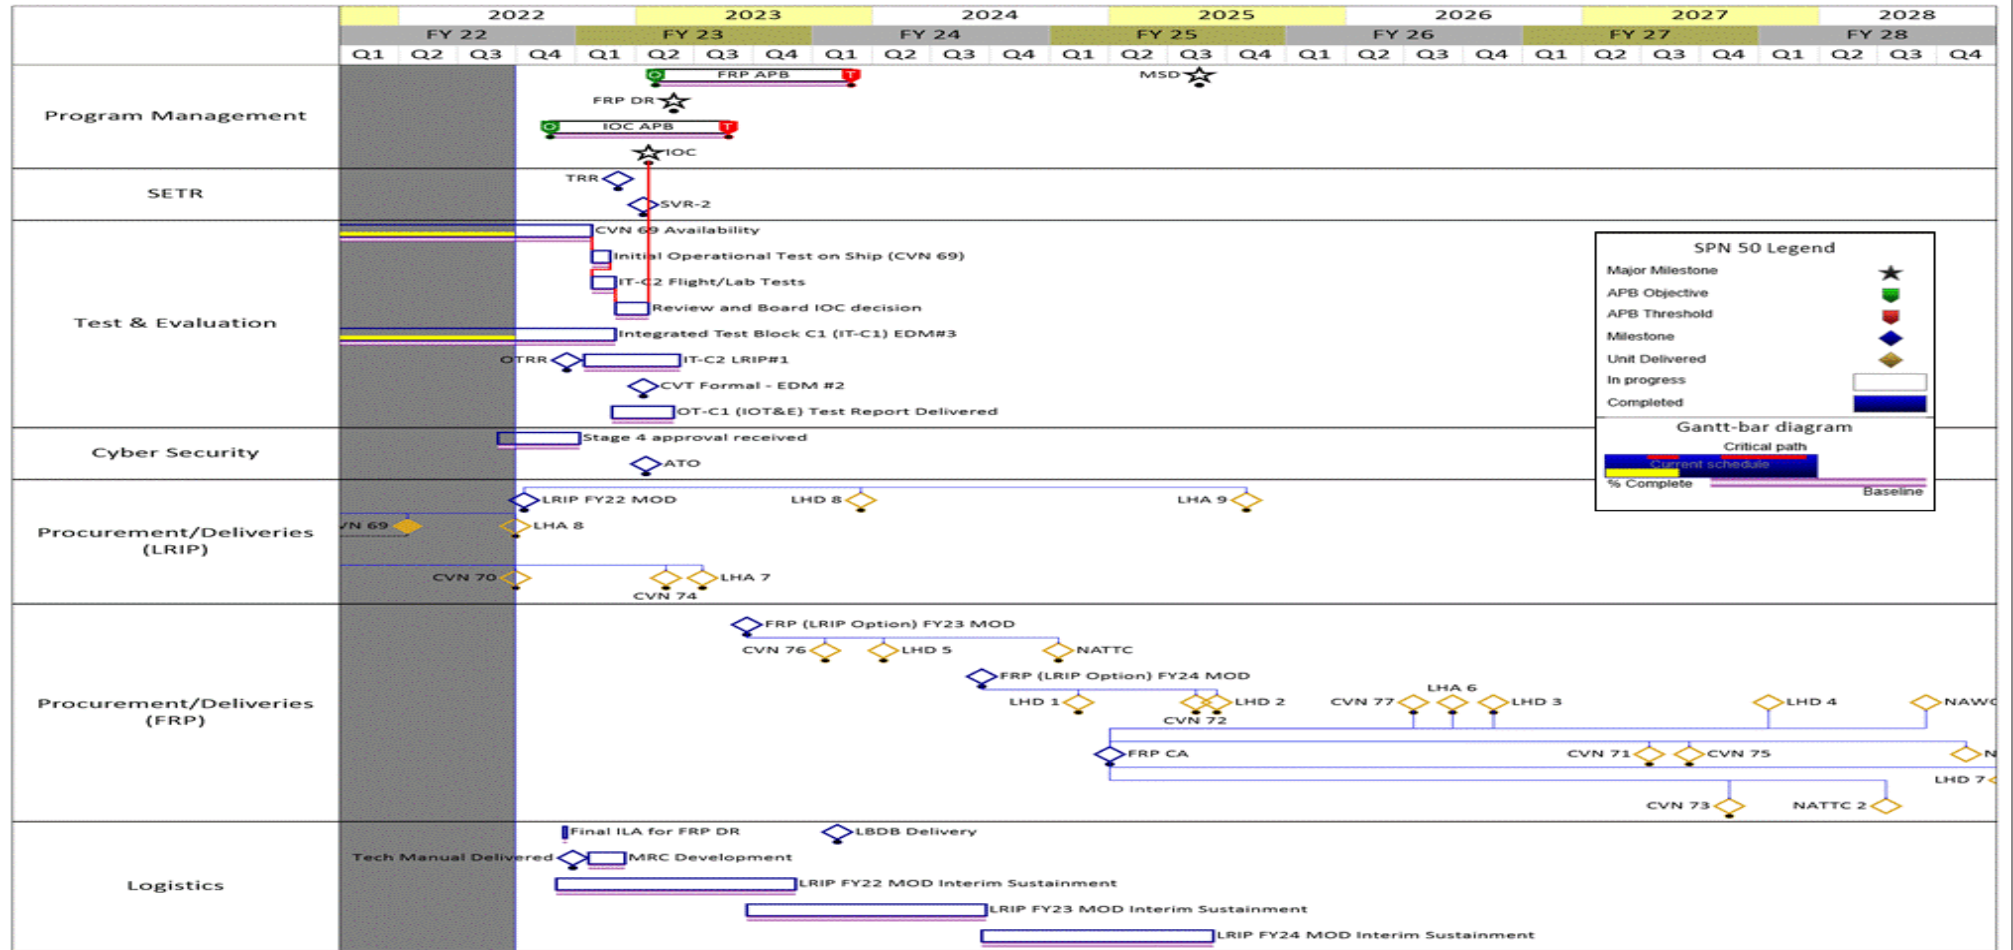 2022 2023 2024 2025 2026 2027 2028
FY 22 FY 23 FY 24 FY 25 FY 26 FY 27 FY 28
Q1 Q2 Q3 Q4 Q1 Q2 Q3 Q4 Q1 Q2 Q3 Q4 Q1 Q2 Q3 Q4 Q1 Q2 Q3 Q4 Q1 Q2 Q3 Q4 Q1 Q2 Q3 Q4
Program Management
O FRP APB T
MSD
FRP DR
O IOC APB T
IOC
SETR
TRR
SVR-2
Test & Evaluation
CVN 69 Availability
Initial Operational Test on Ship (CVN 69)
IT-C2 Flight/Lab Tests
Review and Board IOC decision
Integrated Test Block C1 (IT-C1) EDM#3
OTRR IT-C2 LRIP#1
CVT Formal - EDM #2
OT-C1 (IOT&E) Test Report Delivered
SPN 50 Legend
Major Milestone
APB Objective
APB Threshold
Milestone
Unit Delivered
In progress
Completed
Gantt-bar diagram
Critical path
Current schedule
% Complete
Baseline
Cyber Security
Stage 4 approval received
ATO
Procurement/Deliveries
(LRIP)
LRIP FY22 MOD LHD 8 LHA 9
VN 69 LHA 8
CVN 70 LHA 7
CVN 74
Procurement/Deliveries
(FRP)
FRP (LRIP Option) FY23 MOD
CVN 76 LHD 5 NATTC
FRP (LRIP Option) FY24 MOD
LHA 6
LHD 1 LHD 2 CVN 77 LHD 3 LHD 4 NAWC
CVN 72
FRP CA CVN 71 CVN 75 N
LHD 7
CVN 73 NATTC 2
Logistics
Final ILA for FRP DR LBDB Delivery
Tech Manual Delivered MRC Development
LRIP FY22 MOD Interim Sustainment
LRIP FY23 MOD Interim Sustainment
LRIP FY24 MOD Interim Sustainment